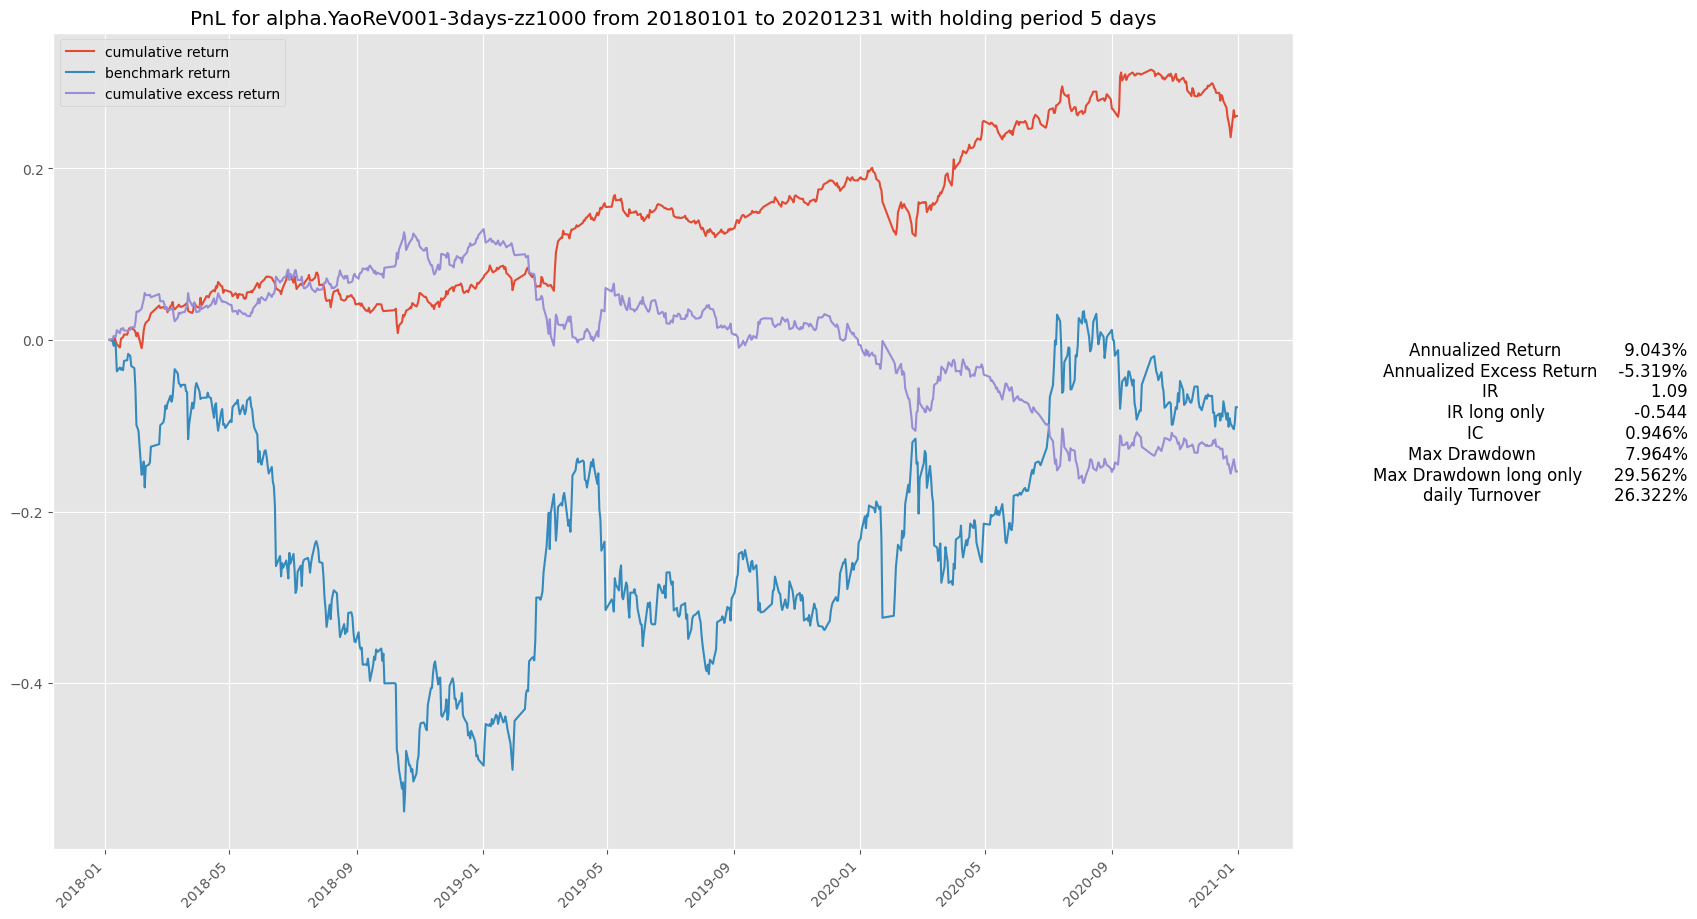 PnL for alpha.YaoReV001-3days-zz1000 from 20180101 to 20201231 with holding period 5 days
cumulative return
benchmark return
cumulative excess return
0.2
0.0
−0.2
−0.4
2018-01
2018-05
2018-09
2019-01
2019-05
2019-09
2020-01
2020-05
2020-09
2021-01
Annualized Return 9.043%
Annualized Excess Return -5.319%
IR 1.09
IR long only -0.544
IC 0.946%
Max Drawdown 7.964%
Max Drawdown long only 29.562%
daily Turnover 26.322%